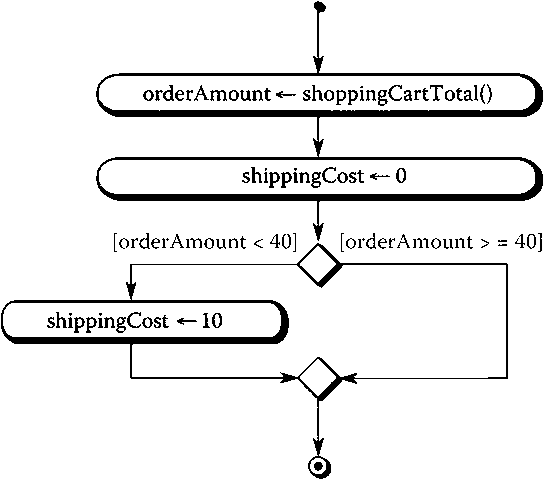 orderAmount ← shoppingCartTotal()
shippingCost ← 0
[orderAmount < 40]
[orderAmount > = 40]
shippingCost ← 10